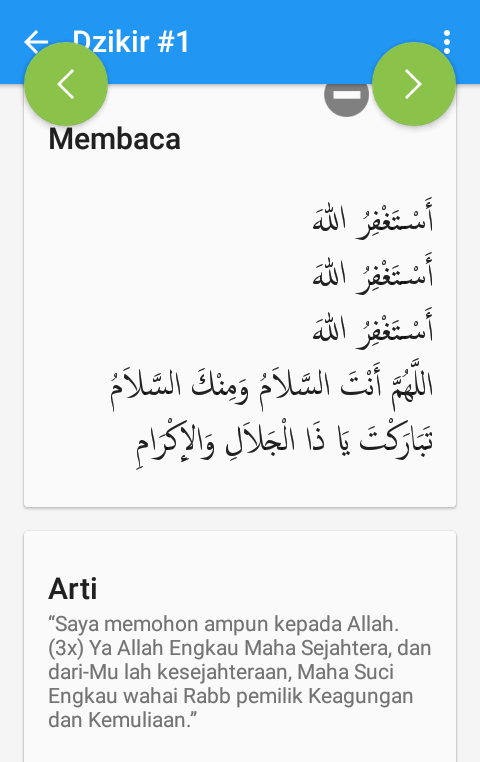 Dzikir #1
Membaca
أَسْتَغْفِرُ اللهَ
أَسْتَغْفِرُ اللهَ
أَسْتَغْفِرُ اللهَ
اللَّهُمَّ أَنْتَ السَّلاَمُ وَمِنْكَ السَّلاَمُ
تَبَارَكْتَ يَا ذَا الْجَلاَلِ وَالإِكْرَامِ
Arti
“Saya memohon ampun kepada Allah.
(3x) Ya Allah Engkau Maha Sejahtera, dan
dari-Mu lah kesejahteraan, Maha Suci
Engkau wahai Rabb pemilik Keagungan
dan Kemuliaan.”